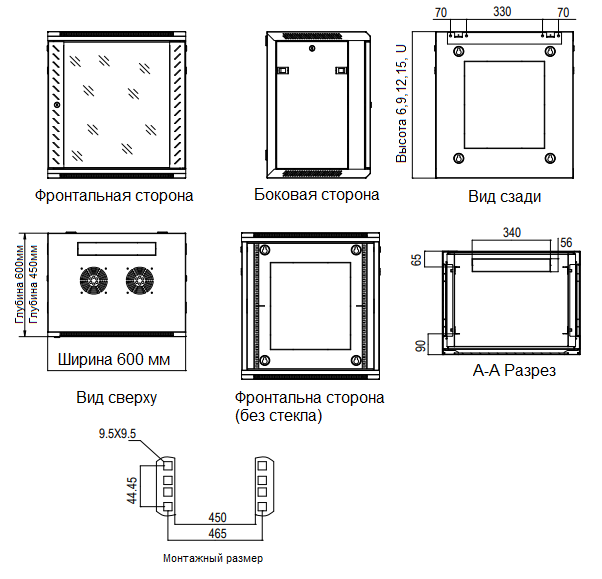 70
330
70
Высота 6,9,12,15, U
Фронтальная сторона
Боковая сторона
Вид сзади
Глубина 600мм
Глубина 450мм
Ширина 600 мм
Вид сверху
Фронтальна сторона
(без стекла)
340
56
65
90
А-А Разрез
9.5X9.5
44.45
450
465
Монтажный размер